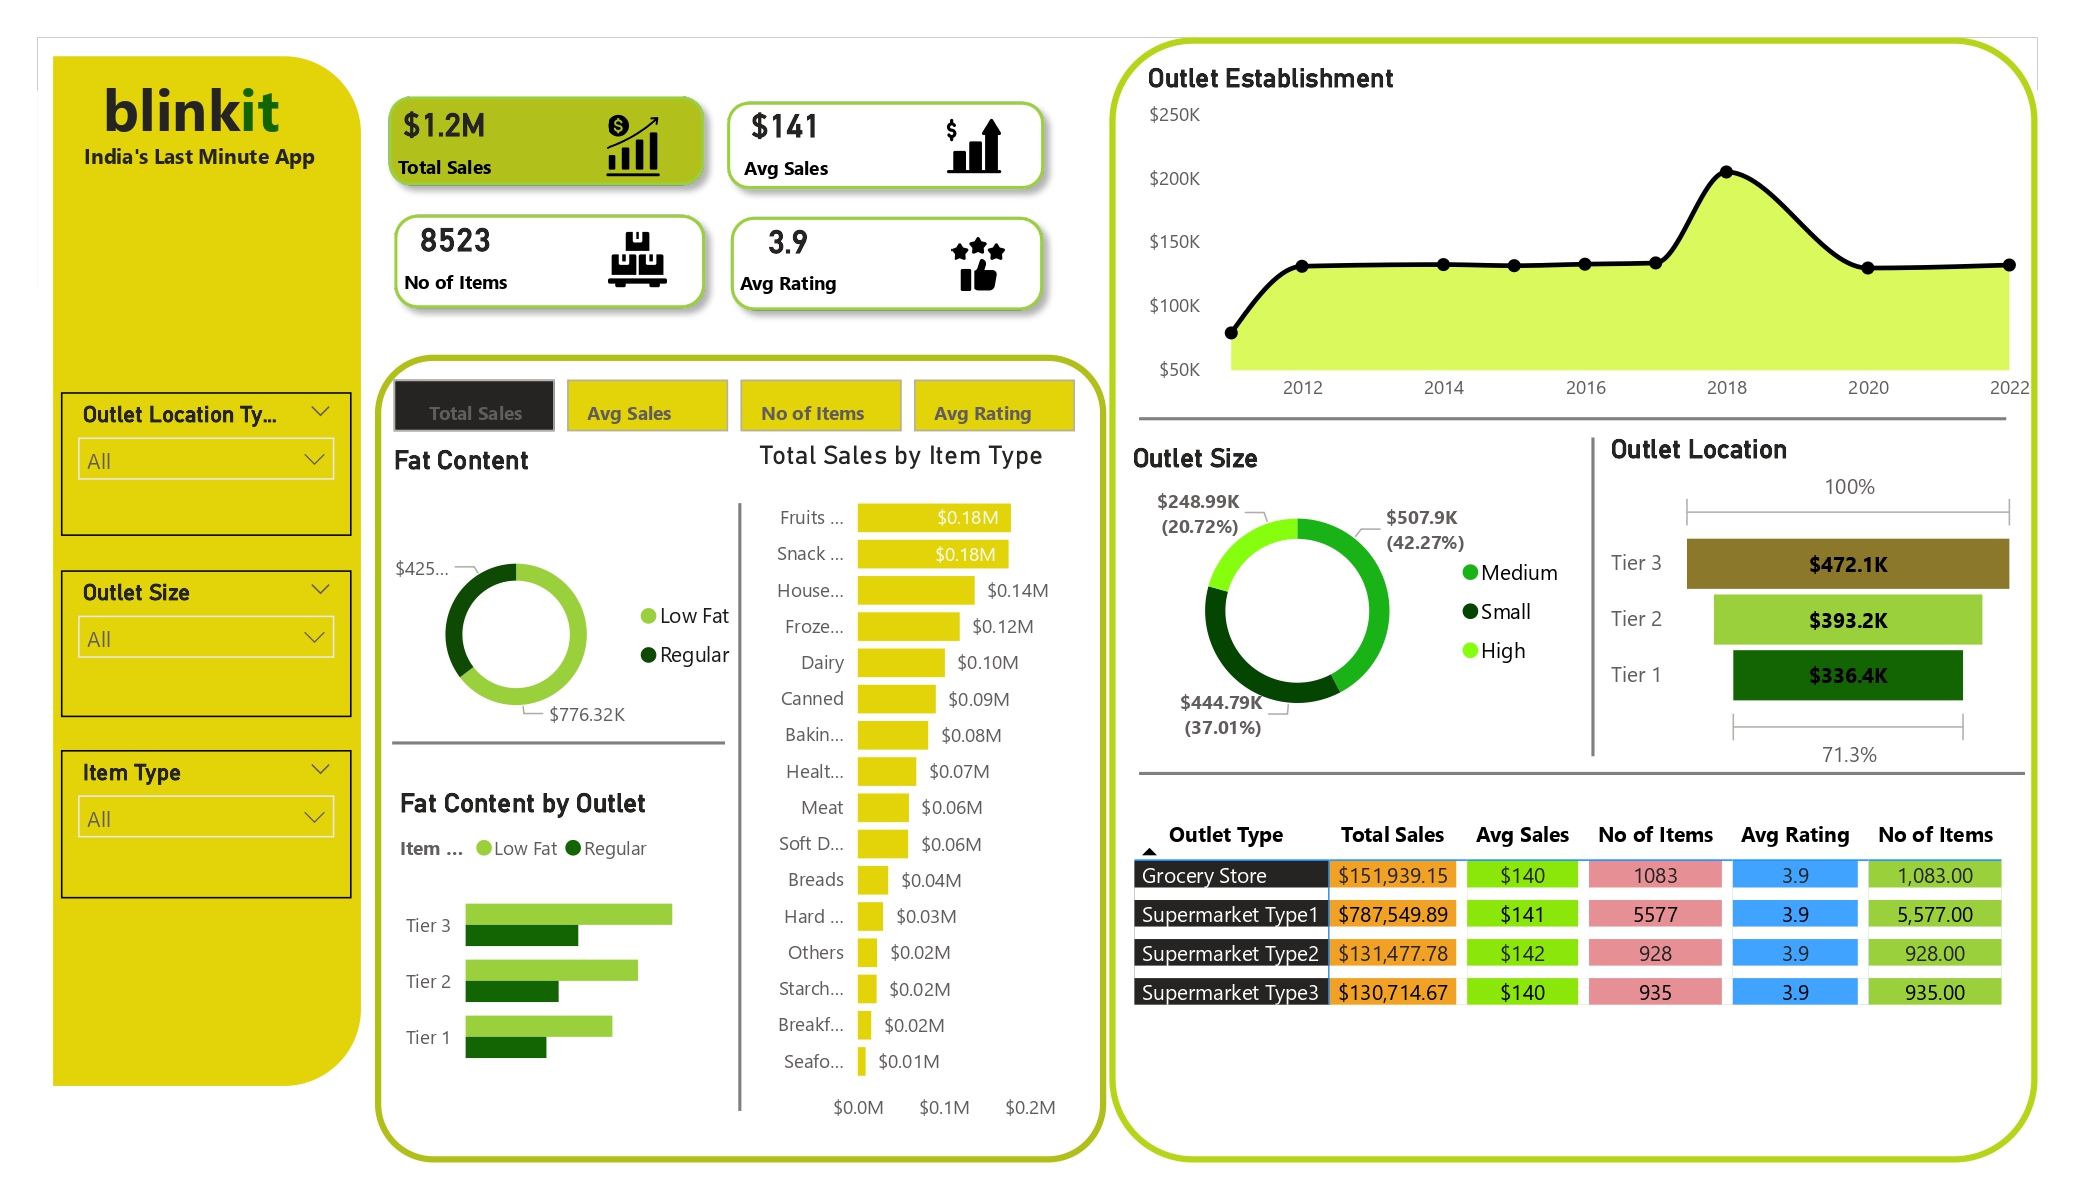 blinkit
India's Last Minute App
Outlet Location Ty...
All
Outlet Size
All
Item Type
All
$1.2M
Total Sales
$141
Avg Sales
8523
No of Items
3.9
Avg Rating
Total Sales
Avg Sales
No of Items
Avg Rating
Fat Content
$425...
$776.32K
Low Fat
Regular
Fat Content by Outlet
Item ... Low Fat Regular
Tier 3
Tier 2
Tier 1
Total Sales by Item Type
Fruits ... $0.18M
Snack ... $0.18M
House... $0.14M
Froze... $0.12M
Dairy $0.10M
Canned $0.09M
Bakin... $0.08M
Healt... $0.07M
Meat $0.06M
Soft D... $0.06M
Breads $0.04M
Hard ... $0.03M
Others $0.02M
Starch... $0.02M
Breakf... $0.02M
Seafo... $0.01M
$0.0M $0.1M $0.2M
Outlet Establishment
$250K
$200K
$150K
$100K
$50K
2012 2014 2016 2018 2020 2022
Outlet Size
$248.99K
(20.72%)
$507.9K
(42.27%)
$444.79K
(37.01%)
Medium
Small
High
Outlet Location
100%
Tier 3 $472.1K
Tier 2 $393.2K
Tier 1 $336.4K
71.3%
Outlet Type Total Sales Avg Sales No of Items Avg Rating No of Items
Grocery Store $151,939.15 $140 1083 3.9 1,083.00
Supermarket Type1 $787,549.89 $141 5577 3.9 5,577.00
Supermarket Type2 $131,477.78 $142 928 3.9 928.00
Supermarket Type3 $130,714.67 $140 935 3.9 935.00